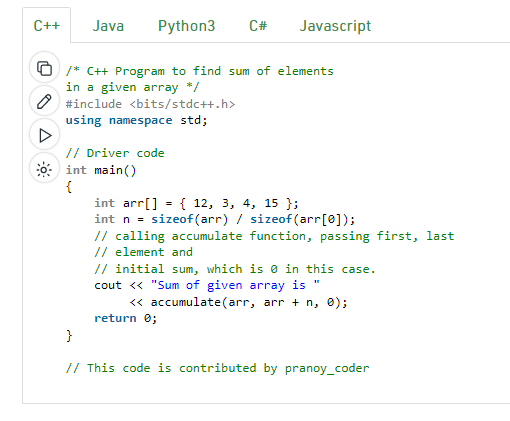 C++ Java Python3 C# Javascript
/* C++ Program to find sum of elements
in a given array */
#include <bits/stdc++.h>
using namespace std;

// Driver code
int main()
{
    int arr[] = { 12, 3, 4, 15 };
    int n = sizeof(arr) / sizeof(arr[0]);
    // calling accumulate function, passing first, last
    // element and
    // initial sum, which is 0 in this case.
    cout << "Sum of given array is "
         << accumulate(arr, arr + n, 0);
    return 0;
}

// This code is contributed by pranoy_coder